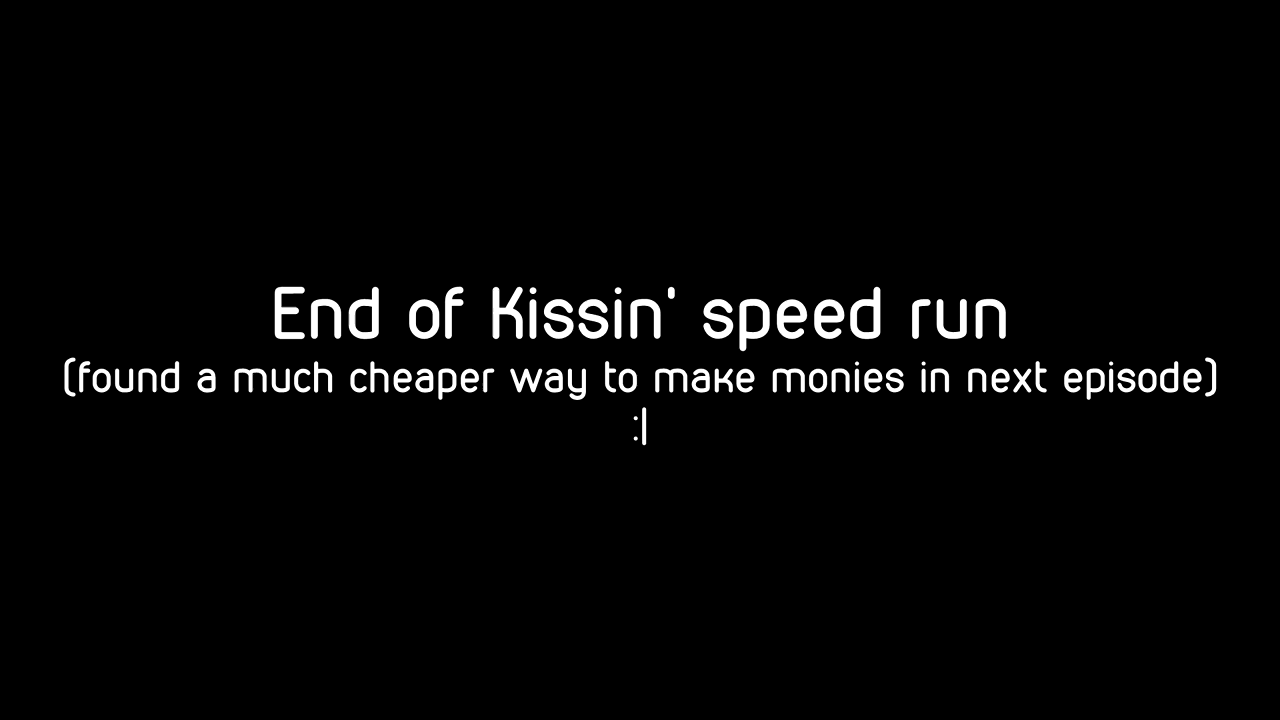 End of Kissin' speed run
(found a much cheaper way to make monies in next episode)
:|